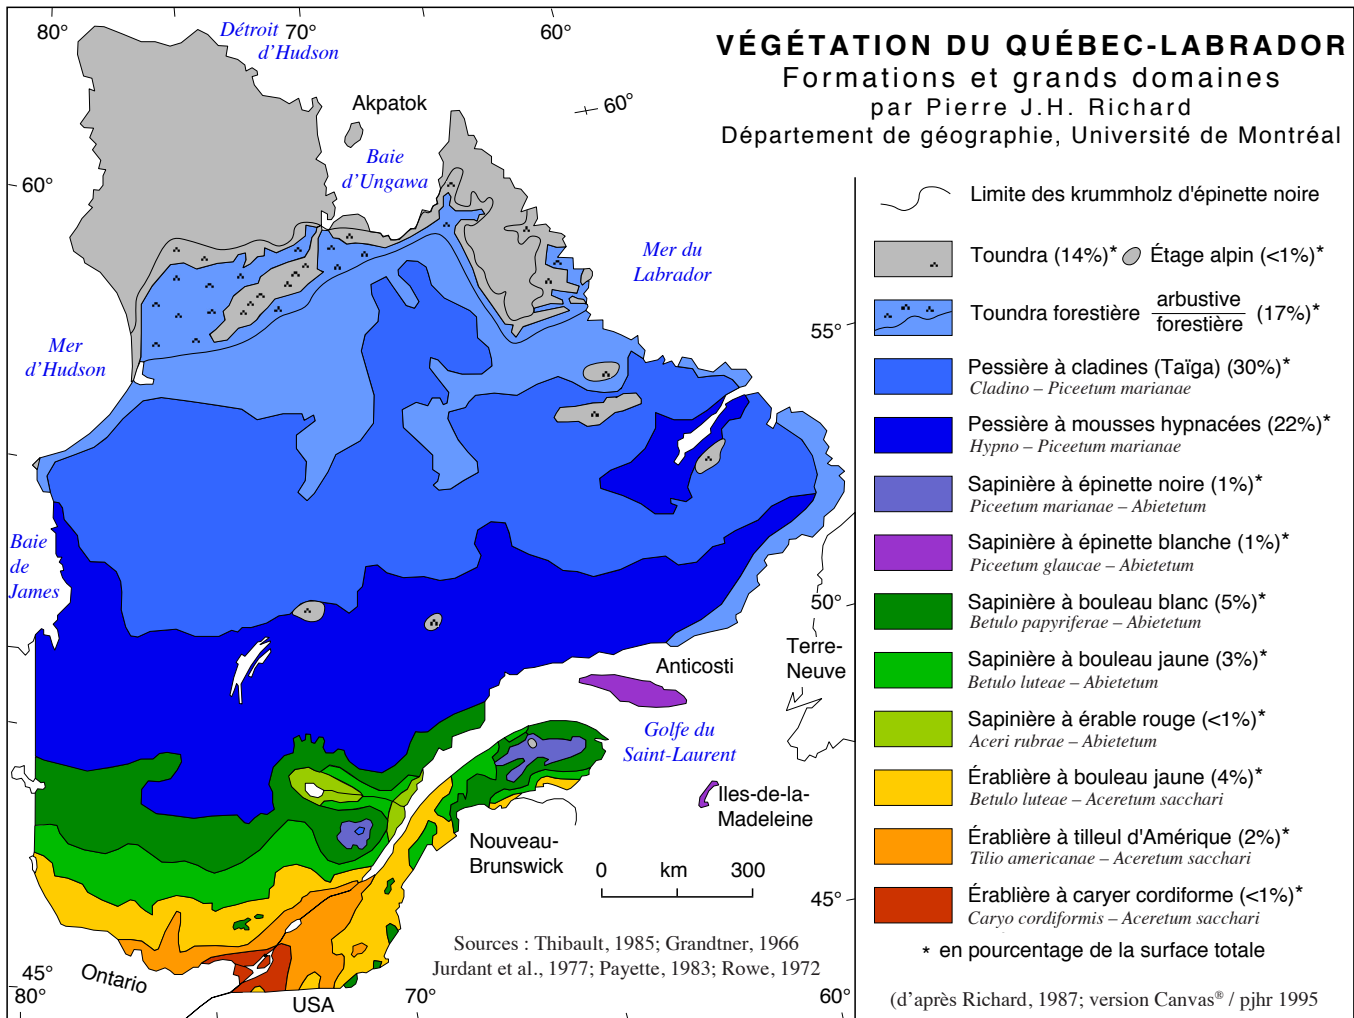 VÉGÉTATION DU QUÉBEC-LABRADOR
Formations et grands domaines
par Pierre J.H. Richard
Département de géographie, Université de Montréal
80°
70°
60°
Détroit
d'Hudson
Akpatok
60°
Baie
d'Ungawa
60°
Mer du
Labrador
55°
Mer
d'Hudson
Baie
de
James
50°
Terre-
Neuve
Anticosti
Golfe du
Saint-Laurent
Iles-de-la-
Madeleine
Nouveau-
Brunswick
0 km 300
45°
Sources : Thibault, 1985; Grandtner, 1966
Jurdant et al., 1977; Payette, 1983; Rowe, 1972
45°
Ontario
80°
USA
70°
60°
Limite des krummholz d'épinette noire
Toundra (14%)* Étage alpin (<1%)*
Toundra forestière arbustive (17%)*
forestière
Pessière à cladines (Taïga) (30%)*
Cladino – Piceetum marianae
Pessière à mousses hypnacées (22%)*
Hypno – Piceetum marianae
Sapinière à épinette noire (1%)*
Piceetum marianae – Abietetum
Sapinière à épinette blanche (1%)*
Piceetum glaucae – Abietetum
Sapinière à bouleau blanc (5%)*
Betulo papyriferae – Abietetum
Sapinière à bouleau jaune (3%)*
Betulo luteae – Abietetum
Sapinière à érable rouge (<1%)*
Aceri rubrae – Abietetum
Érablière à bouleau jaune (4%)*
Betulo luteae – Aceretum sacchari
Érablière à tilleul d'Amérique (2%)*
Tilio americanae – Aceretum sacchari
Érablière à caryer cordiforme (<1%)*
Caryo cordiformis – Aceretum sacchari
* en pourcentage de la surface totale
(d'après Richard, 1987; version Canvas® / pjhr 1995